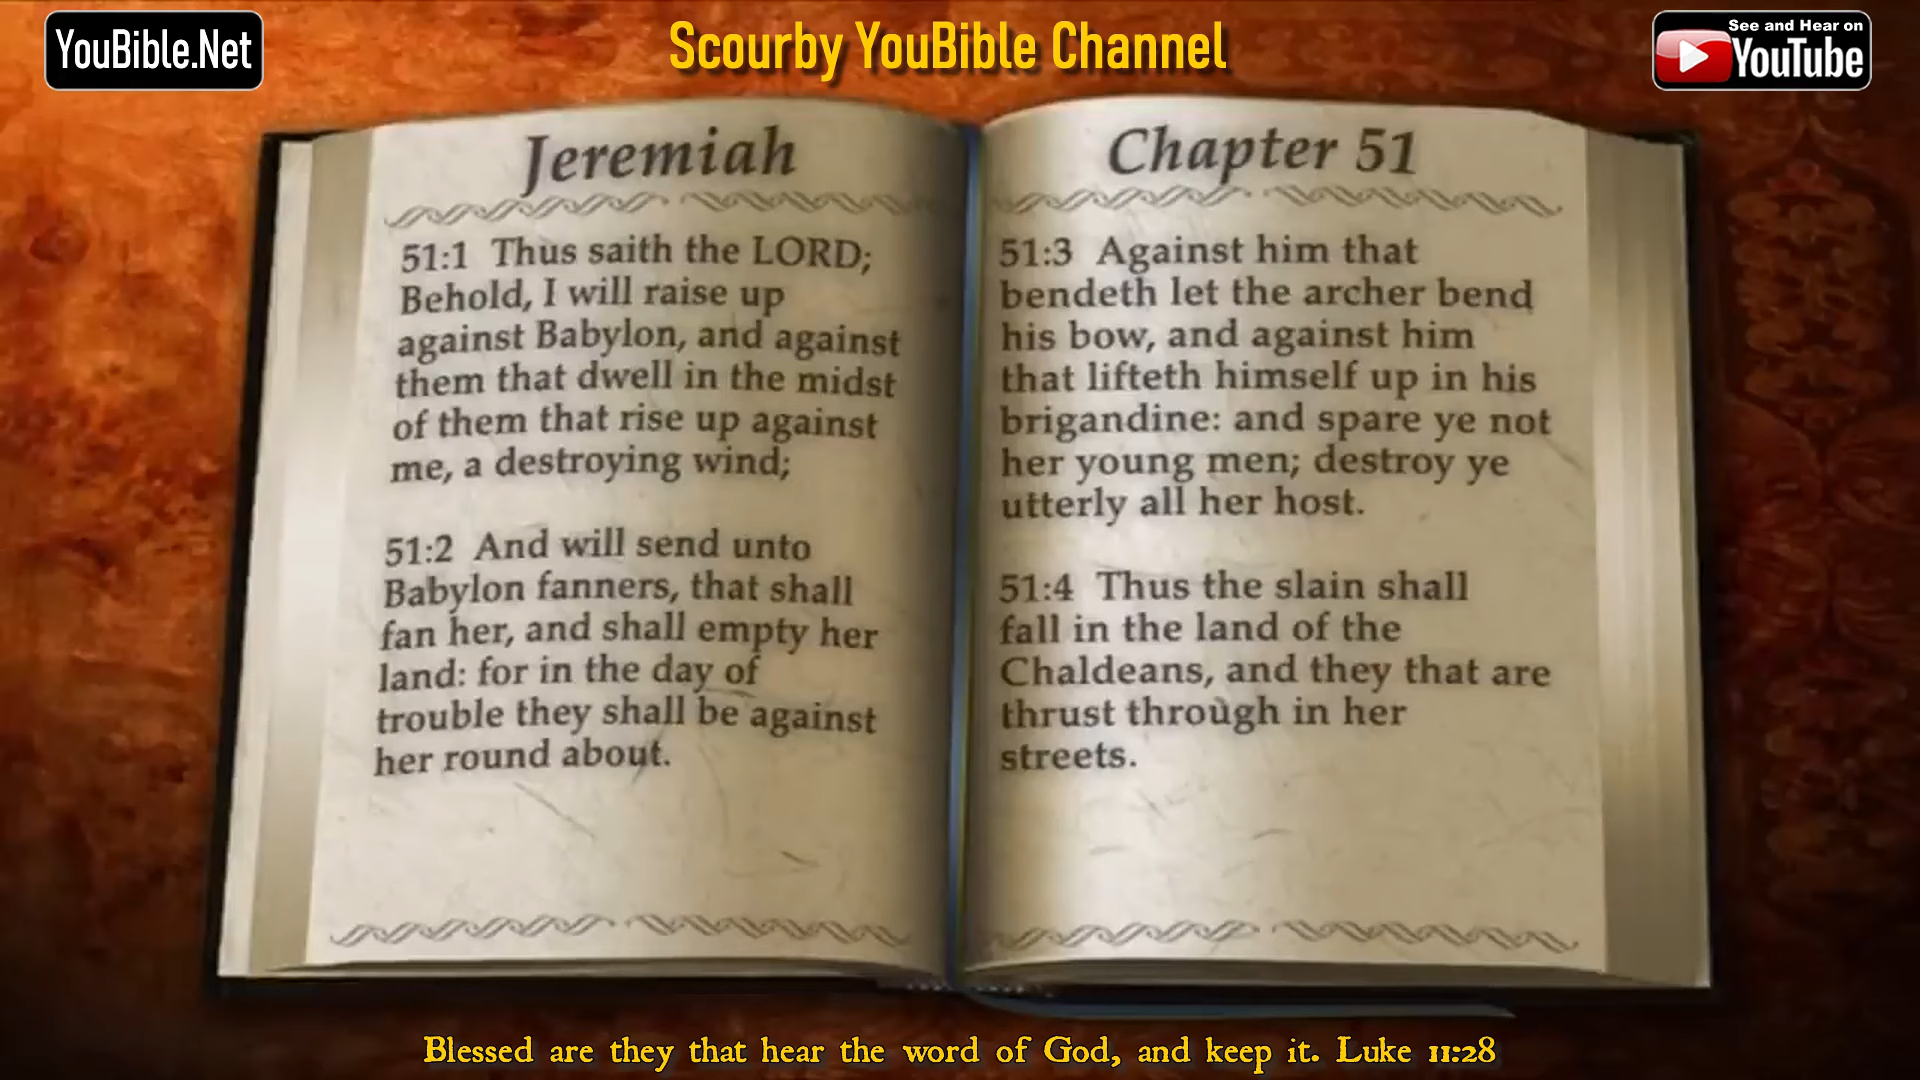 YouBible.Net
Scourby YouBible Channel
See and Hear on
YouTube
Jeremiah
51:1 Thus saith the LORD;
Behold, I will raise up
against Babylon, and against
them that dwell in the midst
of them that rise up against
me, a destroying wind;
51:2 And will send unto
Babylon fanners, that shall
fan her, and shall empty her
land: for in the day of
trouble they shall be against
her round about.
Chapter 51
51:3 Against him that
bendeth let the archer bend
his bow, and against him
that lifteth himself up in his
brigandine: and spare ye not
her young men; destroy ye
utterly all her host.
51:4 Thus the slain shall
fall in the land of the
Chaldeans, and they that are
thrust through in her
streets.
Blessed are they that hear the word of God, and keep it. Luke 11:28